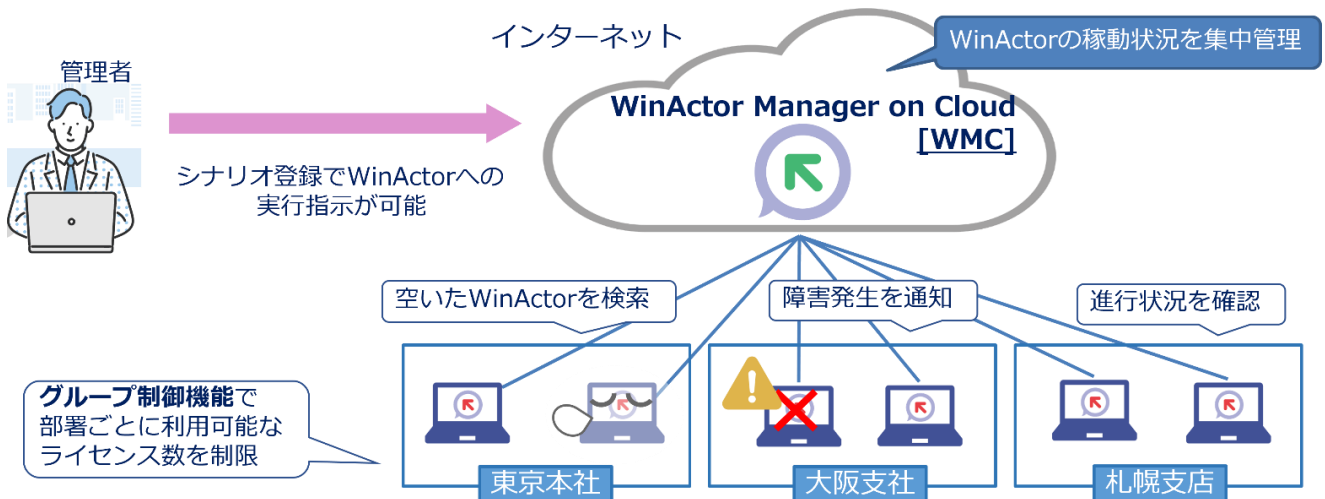 インターネット
WinActorの稼動状況を集中管理
管理者
WinActor Manager on Cloud
[WMC]
シナリオ登録でWinActorへの
実行指示が可能
空いたWinActorを検索
障害発生を通知
進行状況を確認
グループ制御機能で
部署ごとに利用可能な
ライセンス数を制限
東京本社
大阪支社
札幌支店